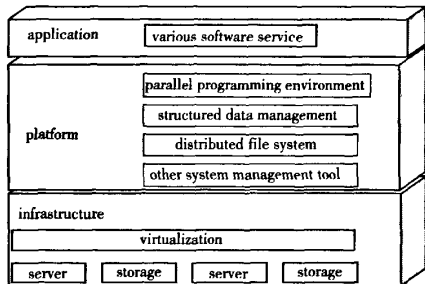 application
various software service
parallel programming environment
structured data management
platform
distributed file system
other system management tool
infrastructure
virtualization
server storage server storage